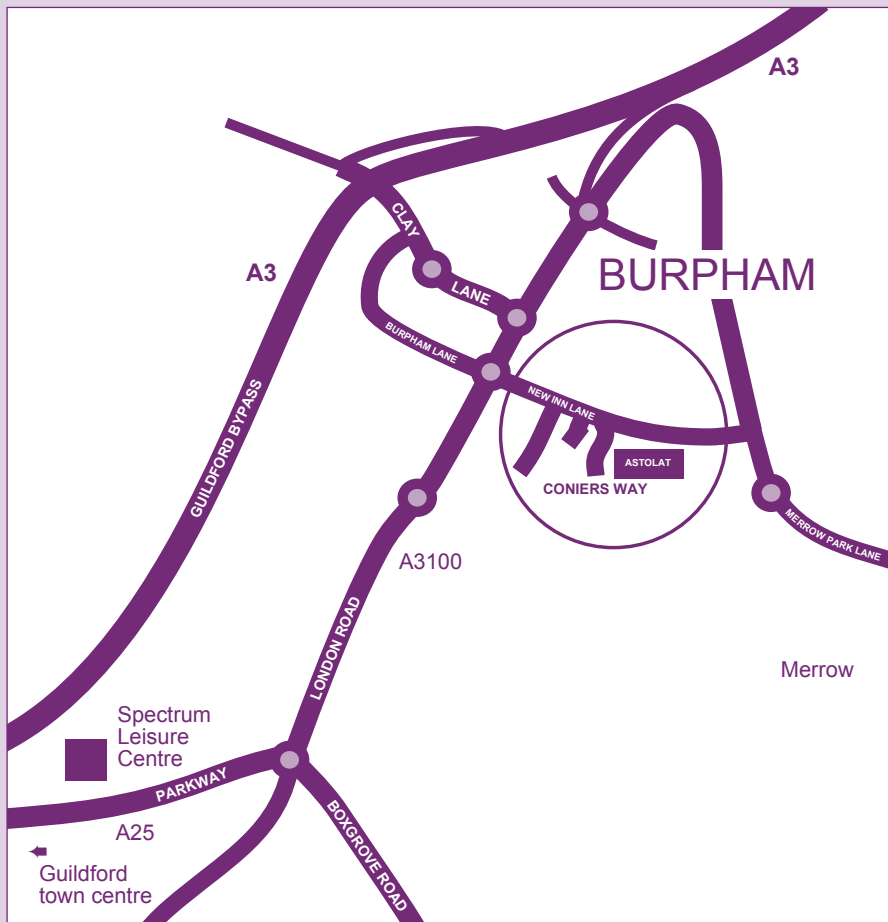 A3
CLAY
A3
BURPHAM
LANE
BURPHAM LANE
NEW INN LANE
GUILDFORD BYPASS
ASTOLAT
CONIERS WAY
MERROW PARK LANE
A3100
LONDON ROAD
Merrow
Spectrum
Leisure
Centre
PARKWAY
BOXGROVE ROAD
A25
Guildford
town centre